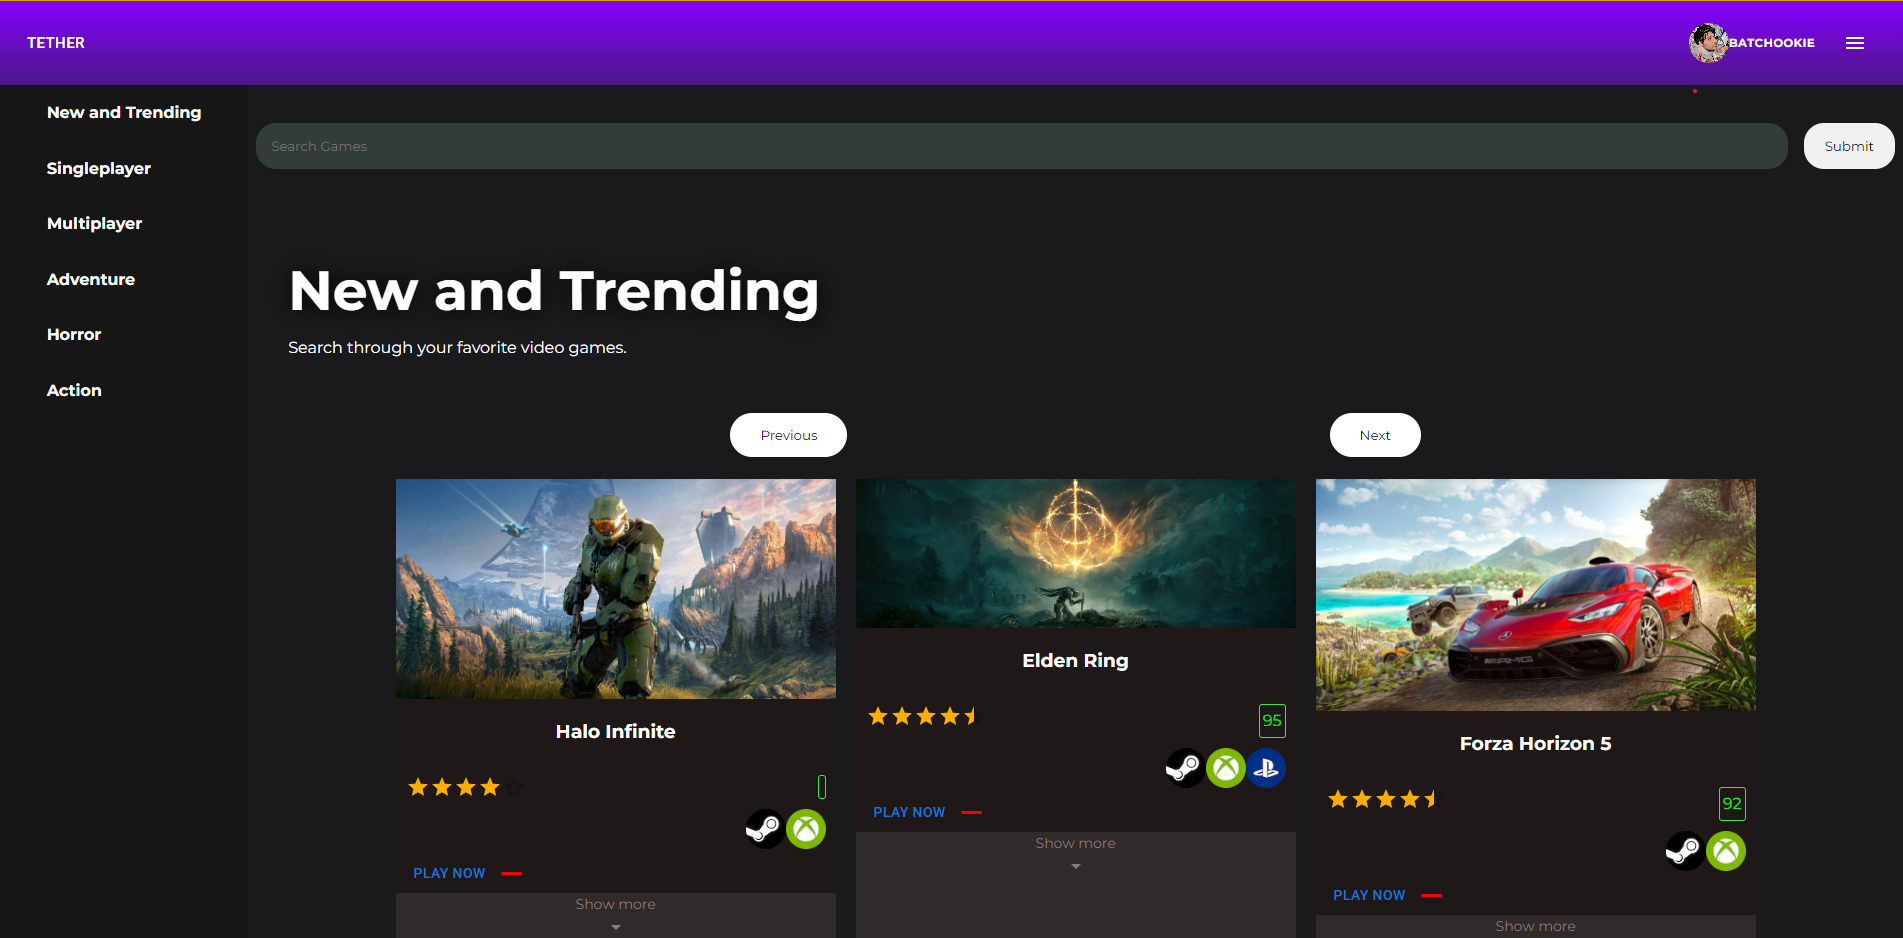 TETHER
BATCHOOKIE
New and Trending
Singleplayer
Multiplayer
Adventure
Horror
Action
Search Games
Submit
New and Trending
Search through your favorite video games.
Previous
Next
Halo Infinite
PLAY NOW
Show more
Elden Ring
95
PLAY NOW
Show more
Forza Horizon 5
92
PLAY NOW
Show more